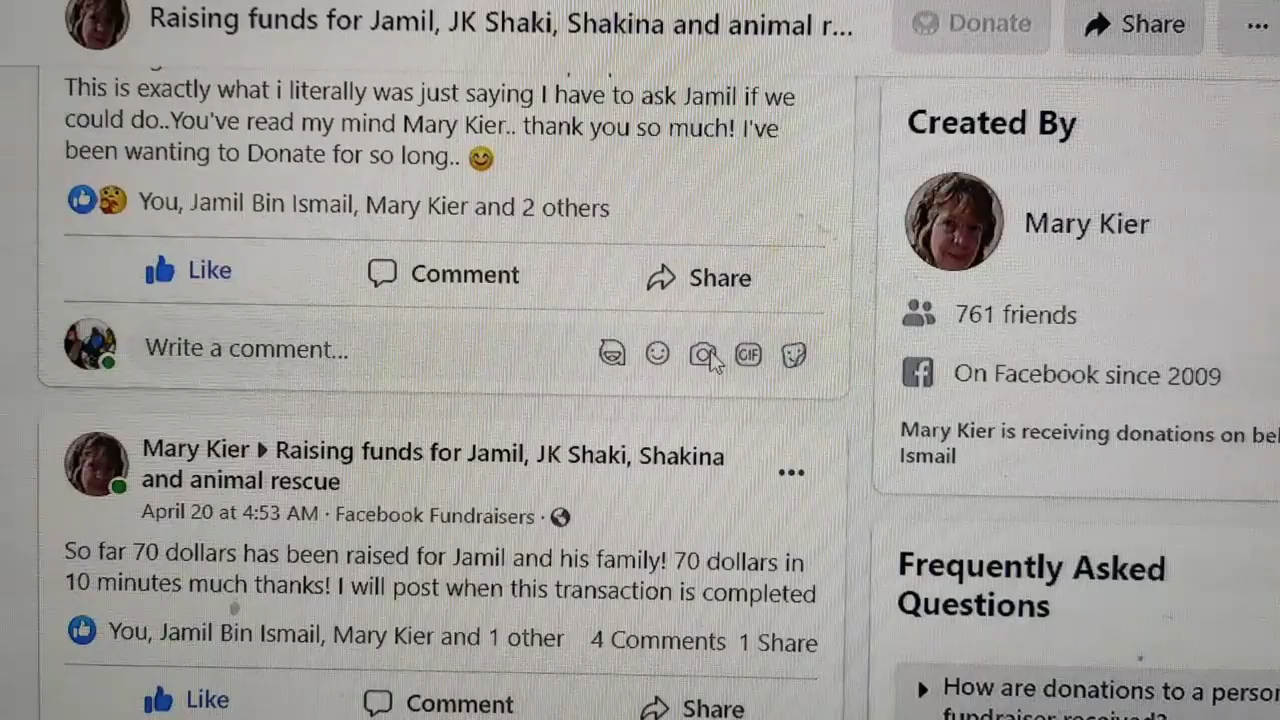 Raising funds for Jamil, JK Shaki, Shakina and animal r...
Donate
Share
This is exactly what i literally was just saying I have to ask Jamil if we
could do..You've read my mind Mary Kier.. thank you so much! I've
been wanting to Donate for so long.. 😊
You, Jamil Bin Ismail, Mary Kier and 2 others
Like
Comment
Share
Write a comment...
GIF
Mary Kier ▸ Raising funds for Jamil, JK Shaki, Shakina
and animal rescue
April 20 at 4:53 AM · Facebook Fundraisers ·
So far 70 dollars has been raised for Jamil and his family! 70 dollars in
10 minutes much thanks! I will post when this transaction is completed
You, Jamil Bin Ismail, Mary Kier and 1 other 4 Comments 1 Share
Like
Comment
Share
Created By
Mary Kier
761 friends
On Facebook since 2009
Mary Kier is receiving donations on
Ismail
Frequently Asked
Questions
How are donations to a
fundraiser received?